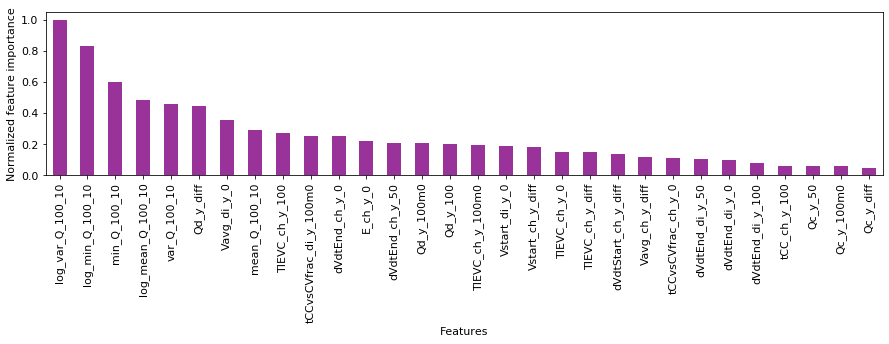 Normalized feature importance
1.0
0.8
0.6
0.4
0.2
0.0
log_var_Q_100_10
log_min_Q_100_10
min_Q_100_10
log_mean_Q_100_10
var_Q_100_10
Qd_y_diff
Vavg_di_y_0
mean_Q_100_10
TIEVC_ch_y_100
tCCvsCVfrac_di_y_100m0
dVdtEnd_ch_y_0
E_ch_y_0
dVdtEnd_ch_y_50
Qd_y_100m0
Qd_y_100
TIEVC_ch_y_100m0
Vstart_di_y_0
Vstart_ch_y_diff
TIEVC_ch_y_0
TIEVC_ch_y_diff
dVdtStart_ch_y_0
Vavg_ch_y_diff
tCCvsCVfrac_ch_y_0
dVdtEnd_di_y_50
dVdtEnd_di_y_0
dVdtEnd_di_y_100
tCC_ch_y_100
Qc_y_50
Qc_y_100m0
Qc_y_diff
Features